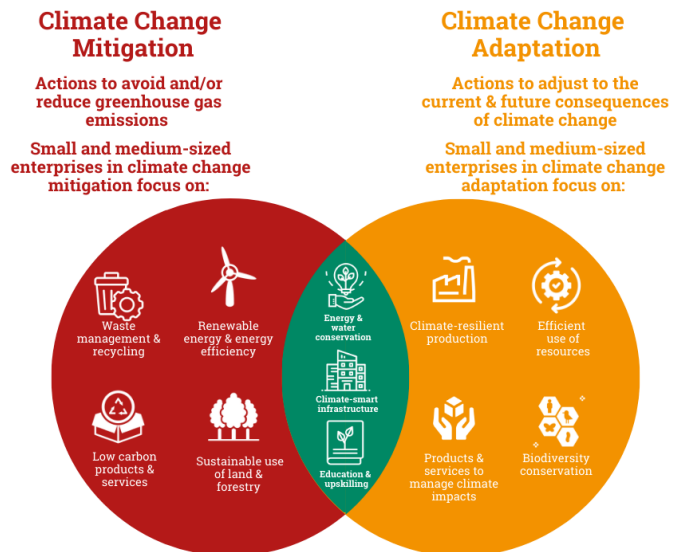 Climate Change
Mitigation
Actions to avoid and/or
reduce greenhouse gas
emissions
Small and medium-sized
enterprises in climate change
mitigation focus on:
Climate Change
Adaptation
Actions to adjust to the
current & future consequences
of climate change
Small and medium-sized
enterprises in climate change
adaptation focus on:
Waste
management &
recycling
Renewable
energy & energy
efficiency
Low carbon
products &
services
Sustainable use
of land &
forestry
Energy &
water
conservation
Climate-smart
infrastructure
Education &
upskilling
Climate-resilient
production
Efficient
use of
resources
Products &
services to
manage climate
impacts
Biodiversity
conservation